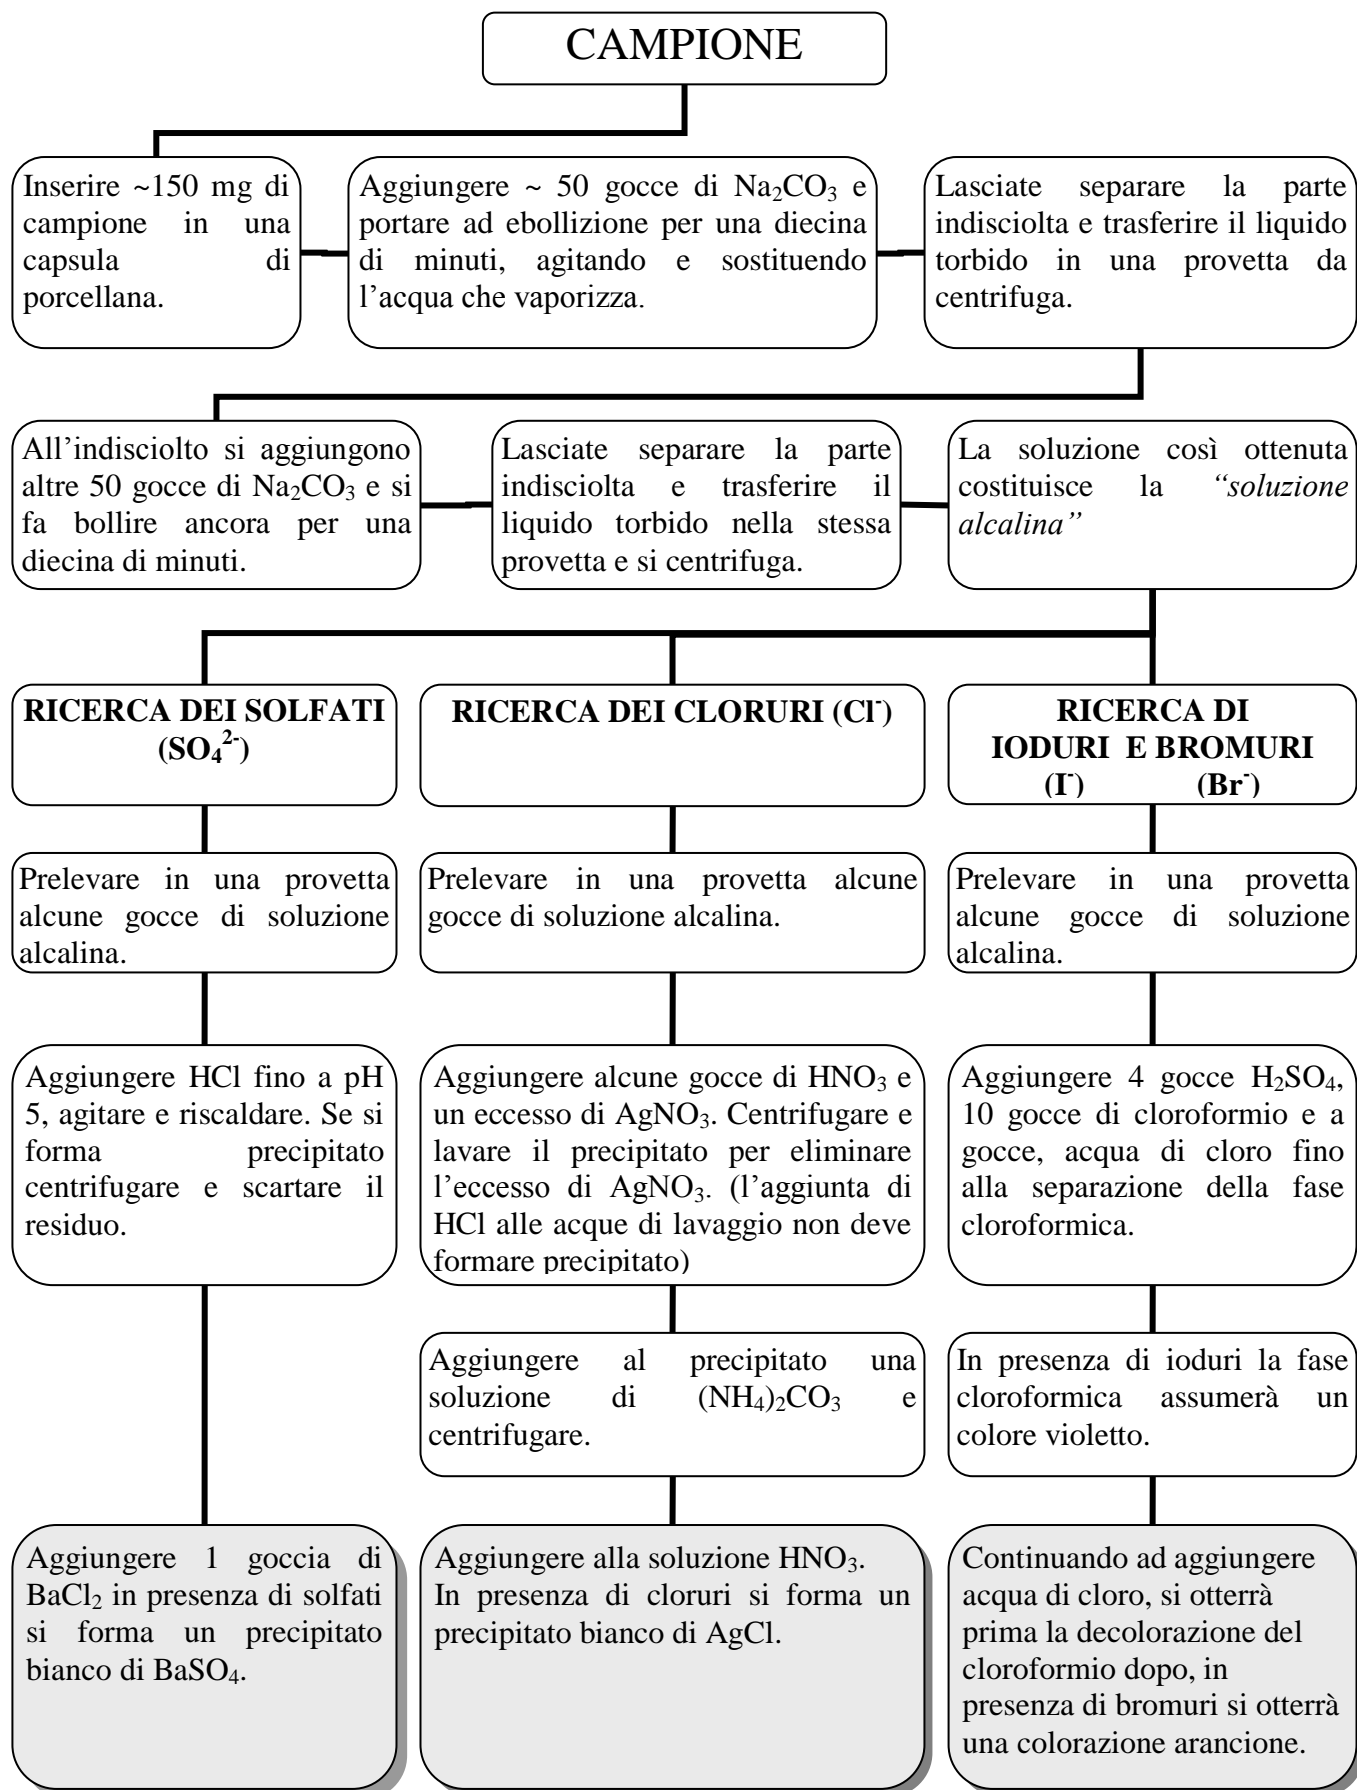 CAMPIONE
Inserire ~150 mg di
campione in una
capsula di
porcellana.
Aggiungere ~ 50 gocce di Na₂CO₃ e
portare ad ebollizione per una diecina
di minuti, agitando e sostituendo
l’acqua che vaporizza.
Lasciate separare la parte
indisciolta e trasferire il liquido
torbido in una provetta da
centrifuga.
All’indisciolto si aggiungono
altre 50 gocce di Na₂CO₃ e si
fa bollire ancora per una
diecina di minuti.
Lasciate separare la parte
indisciolta e trasferire il
liquido torbido nella stessa
provetta e si centrifuga.
La soluzione così ottenuta
costituisce la “soluzione
alcalina”
RICERCA DEI SOLFATI
(SO₄²⁻)
RICERCA DEI CLORURI (Cl⁻)
RICERCA DI
IODURI E BROMURI
(I⁻) (Br⁻)
Prelevare in una provetta
alcune gocce di soluzione
alcalina.
Prelevare in una provetta alcune
gocce di soluzione alcalina.
Prelevare in una provetta
alcune gocce di soluzione
alcalina.
Aggiungere HCl fino a pH
5, agitare e riscaldare. Se si
forma precipitato
centrifugare e scartare il
residuo.
Aggiungere alcune gocce di HNO₃ e
un eccesso di AgNO₃. Centrifugare e
lavare il precipitato per eliminare
l’eccesso di AgNO₃. (l’aggiunta di
HCl alle acque di lavaggio non deve
formare precipitato)
Aggiungere 4 gocce H₂SO₄,
10 gocce di cloroformio e a
gocce, acqua di cloro fino
alla separazione della fase
cloroformica.
Aggiungere al precipitato una
soluzione di (NH₄)₂CO₃ e
centrifugare.
In presenza di ioduri la fase
cloroformica assumerà un
colore violetto.
Aggiungere 1 goccia di
BaCl₂ in presenza di solfati
si forma un precipitato
bianco di BaSO₄.
Aggiungere alla soluzione HNO₃.
In presenza di cloruri si forma un
precipitato bianco di AgCl.
Continuando ad aggiungere
acqua di cloro, si otterrà
prima la decolorazione del
cloroformio dopo, in
presenza di bromuri si otterrà
una colorazione arancione.